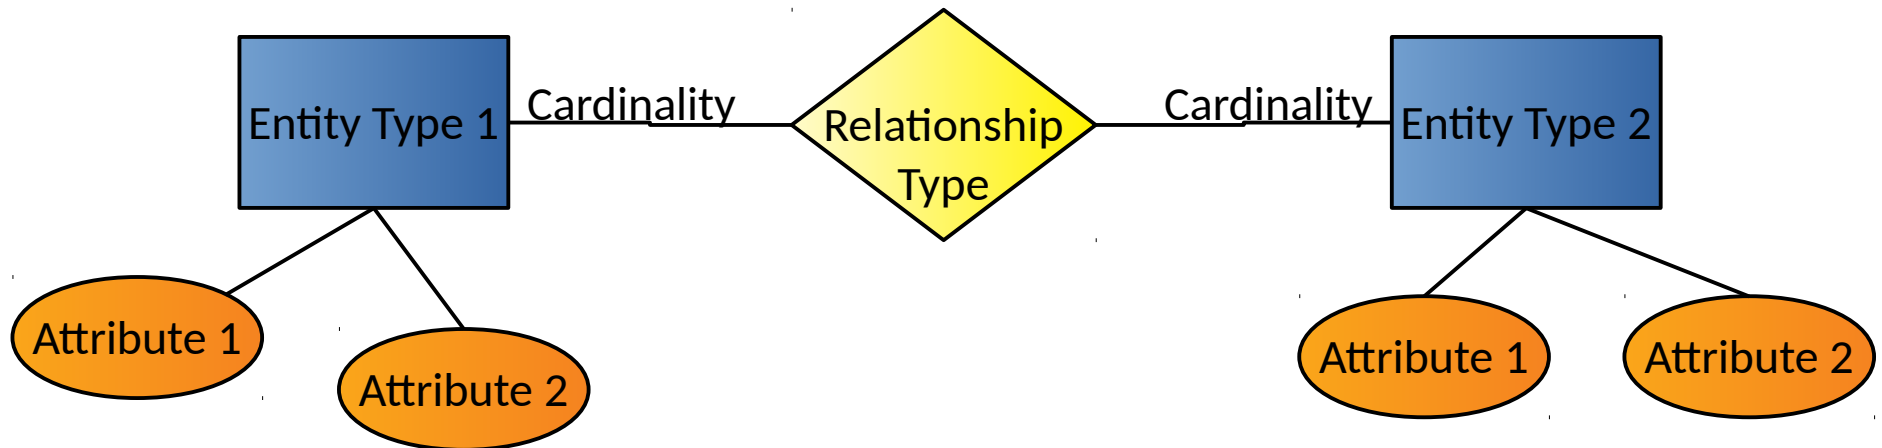 Entity Type 1
Cardinality
Relationship
Type
Cardinality
Entity Type 2
Attribute 1
Attribute 2
Attribute 1
Attribute 2